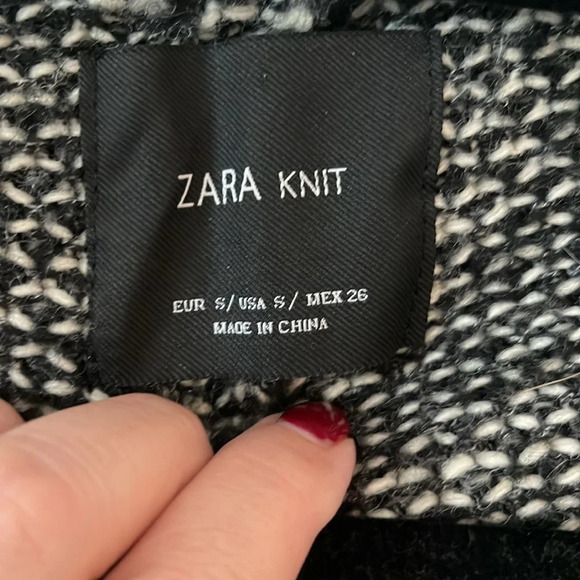 ZARA KNIT
EUR S/ USA S/ MEX 26
MADE IN CHINA